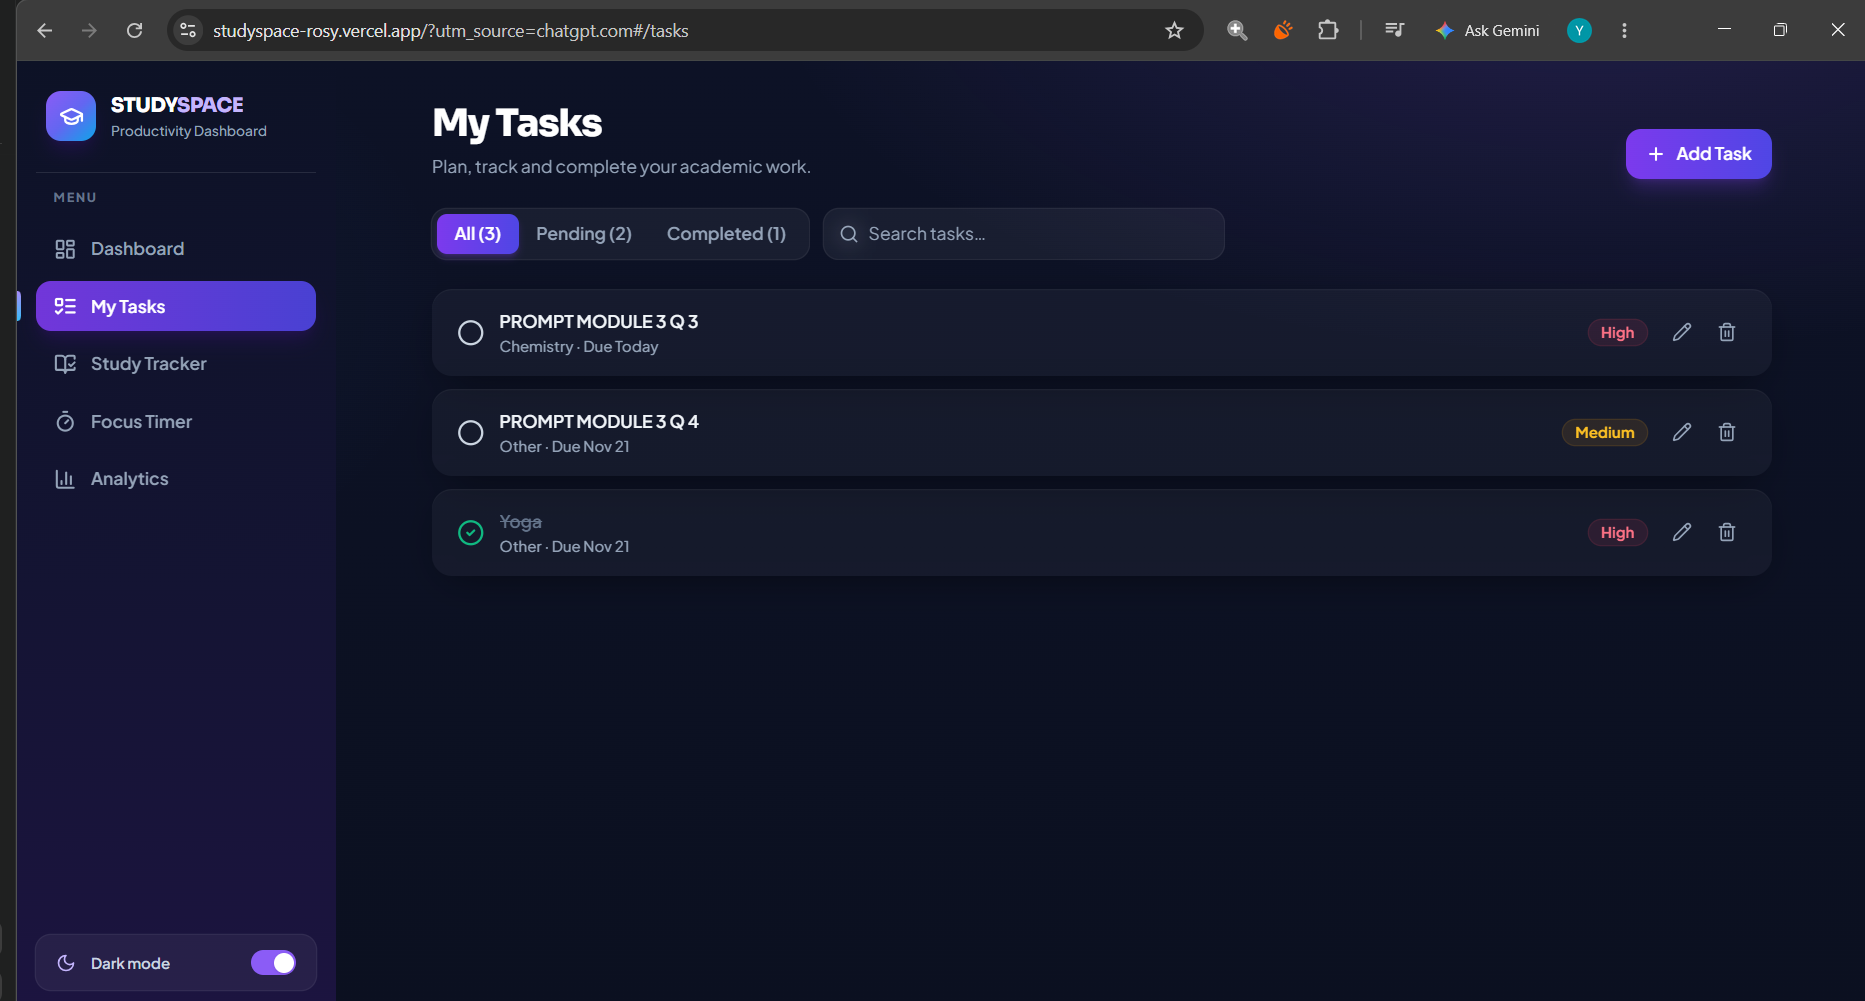 studyspace-rosy.vercel.app/?utm_source=chatgpt.com#/tasks
Ask Gemini
Y
STUDYSPACE
Productivity Dashboard
MENU
Dashboard
My Tasks
Study Tracker
Focus Timer
Analytics
Dark mode
My Tasks
Plan, track and complete your academic work.
+ Add Task
All (3)
Pending (2)
Completed (1)
Search tasks...
PROMPT MODULE 3 Q 3
Chemistry · Due Today
High
PROMPT MODULE 3 Q 4
Other · Due Nov 21
Medium
Yoga
Other · Due Nov 21
High